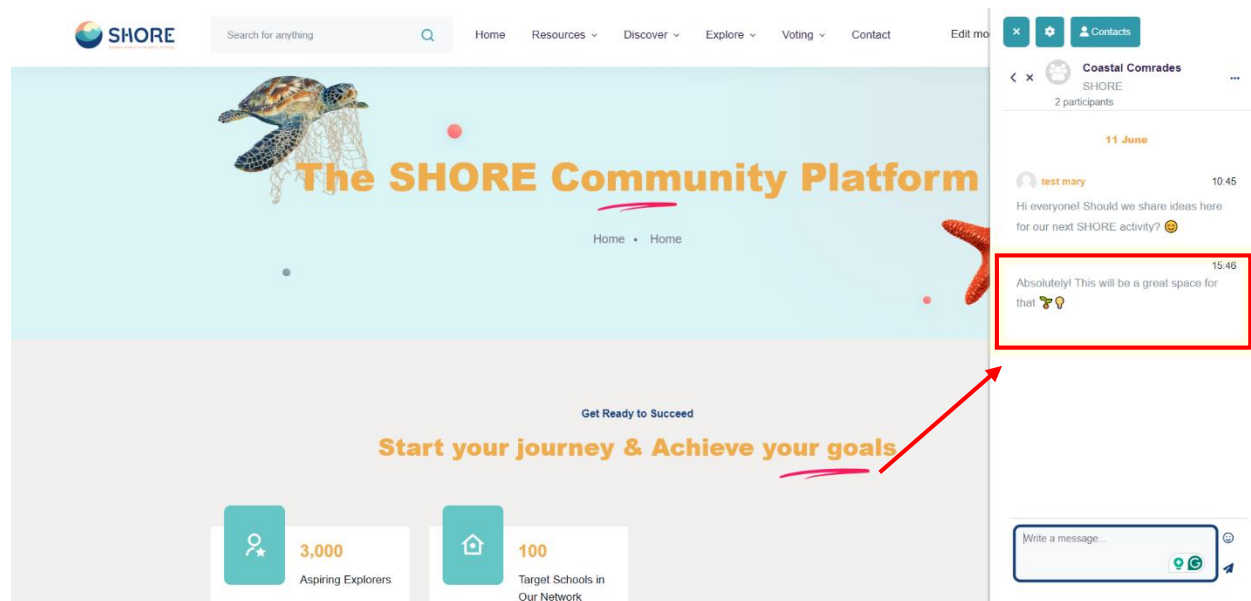 SHORE
Search for anything
Home
Resources
Discover
Explore
Voting
Contact
Edit mo
The SHORE Community Platform
Home • Home
Get Ready to Succeed
Start your journey & Achieve your goals
3,000
Aspiring Explorers
100
Target Schools in
Our Network
Contacts
Coastal Comrades
SHORE
2 participants
11 June
test mary 10:45
Hi everyone! Should we share ideas here
for our next SHORE activity? 😊
15:46
Absolutely! This will be a great space for
that 🌱💡
Write a message...